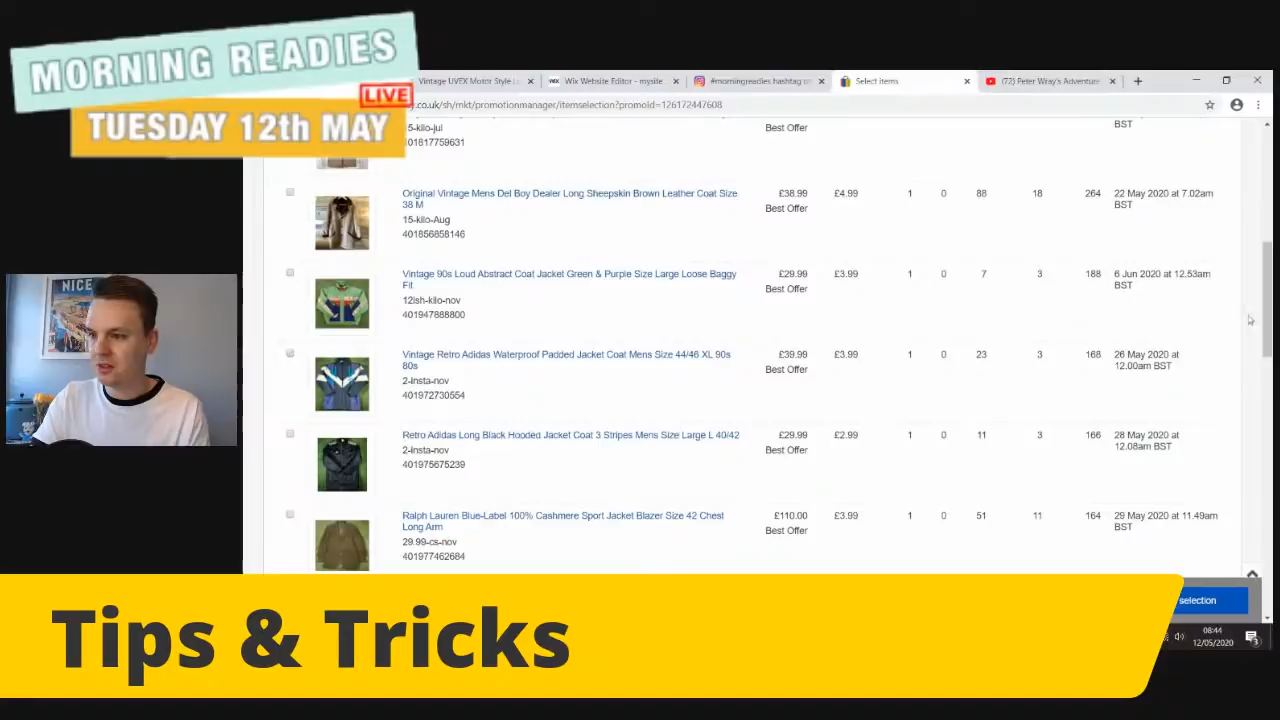 MORNING READIES
LIVE
TUESDAY 12th MAY
Vintage UVEX Motor Style
Wix Website Editor - mysite
#morningreadies hashtag on
Select items
(72) Peter Wray's Adventure
.co.uk/sh/mkt/promotionmanager/itemselection?promoId=126172447608
5-kilo-jul
Best Offer
BST
01817759631
Original Vintage Mens Del Boy Dealer Long Sheepskin Brown Leather Coat Size
38 M
15-kilo-Aug
401856858146
£38.99
Best Offer
£4.99
1
0
88
18
264
22 May 2020 at 7.02am
BST
Vintage 90s Loud Abstract Coat Jacket Green & Purple Size Large Loose Baggy
Fit
12ish-kilo-nov
401947888800
£29.99
Best Offer
£3.99
1
0
7
3
188
6 Jun 2020 at 12.53am
BST
Vintage Retro Adidas Waterproof Padded Jacket Coat Mens Size 44/46 XL 90s
80s
2-Insta-nov
401972730554
£39.99
Best Offer
£3.99
1
0
23
3
168
26 May 2020 at
12.00am BST
Retro Adidas Long Black Hooded Jacket Coat 3 Stripes Mens Size Large L 40/42
2-Insta-nov
401975675239
£29.99
Best Offer
£2.99
1
0
11
3
166
28 May 2020 at
12.08am BST
Ralph Lauren Blue-Label 100% Cashmere Sport Jacket Blazer Size 42 Chest
Long Arm
29.99-cs-nov
401977462684
£110.00
Best Offer
£3.99
1
0
51
11
164
29 May 2020 at 11.49am
BST
NICE
selection
08:44
12/05/2020
Tips & Tricks